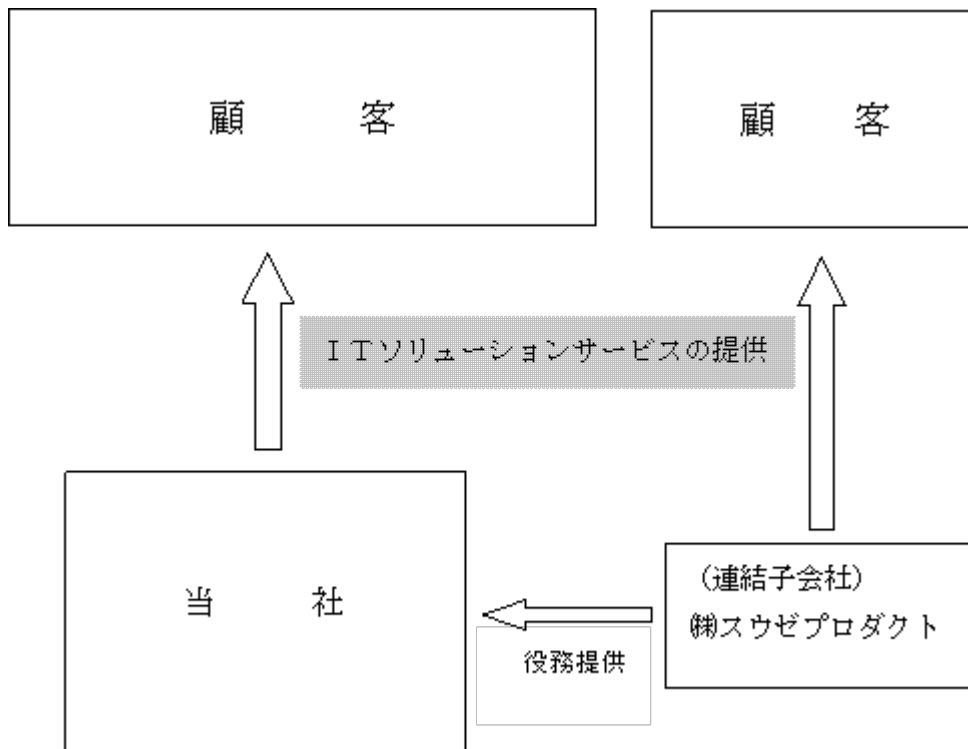 顧　　客
顧　　客
ＩＴソリューションサービスの提供
当　　社
（連結子会社）
㈱スウゼプロダクト
役務提供